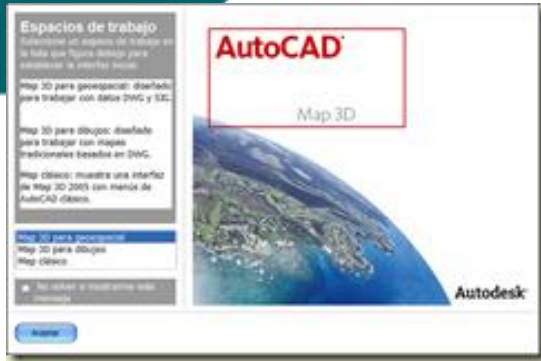 Espacios de trabajo
Seleccione un espacio de trabajo en
la lista que figura debajo para
establecer la interfaz inicial.
Map 3D para geoespacial: diseñado
para trabajar con datos DWG y
Map 3D para dibujos: diseñado
para trabajar con mapas
tradicionales basados en DWG.
Map clásico: muestra una interfaz
de Map 3D 2005 con menús de
AutoCAD clásico.
Map 3D para geoespacial
Map 3D para dibujos
Map clásico
No volver a mostrarme este
mensaje
Aceptar
AutoCAD
Map 3D
Autodesk